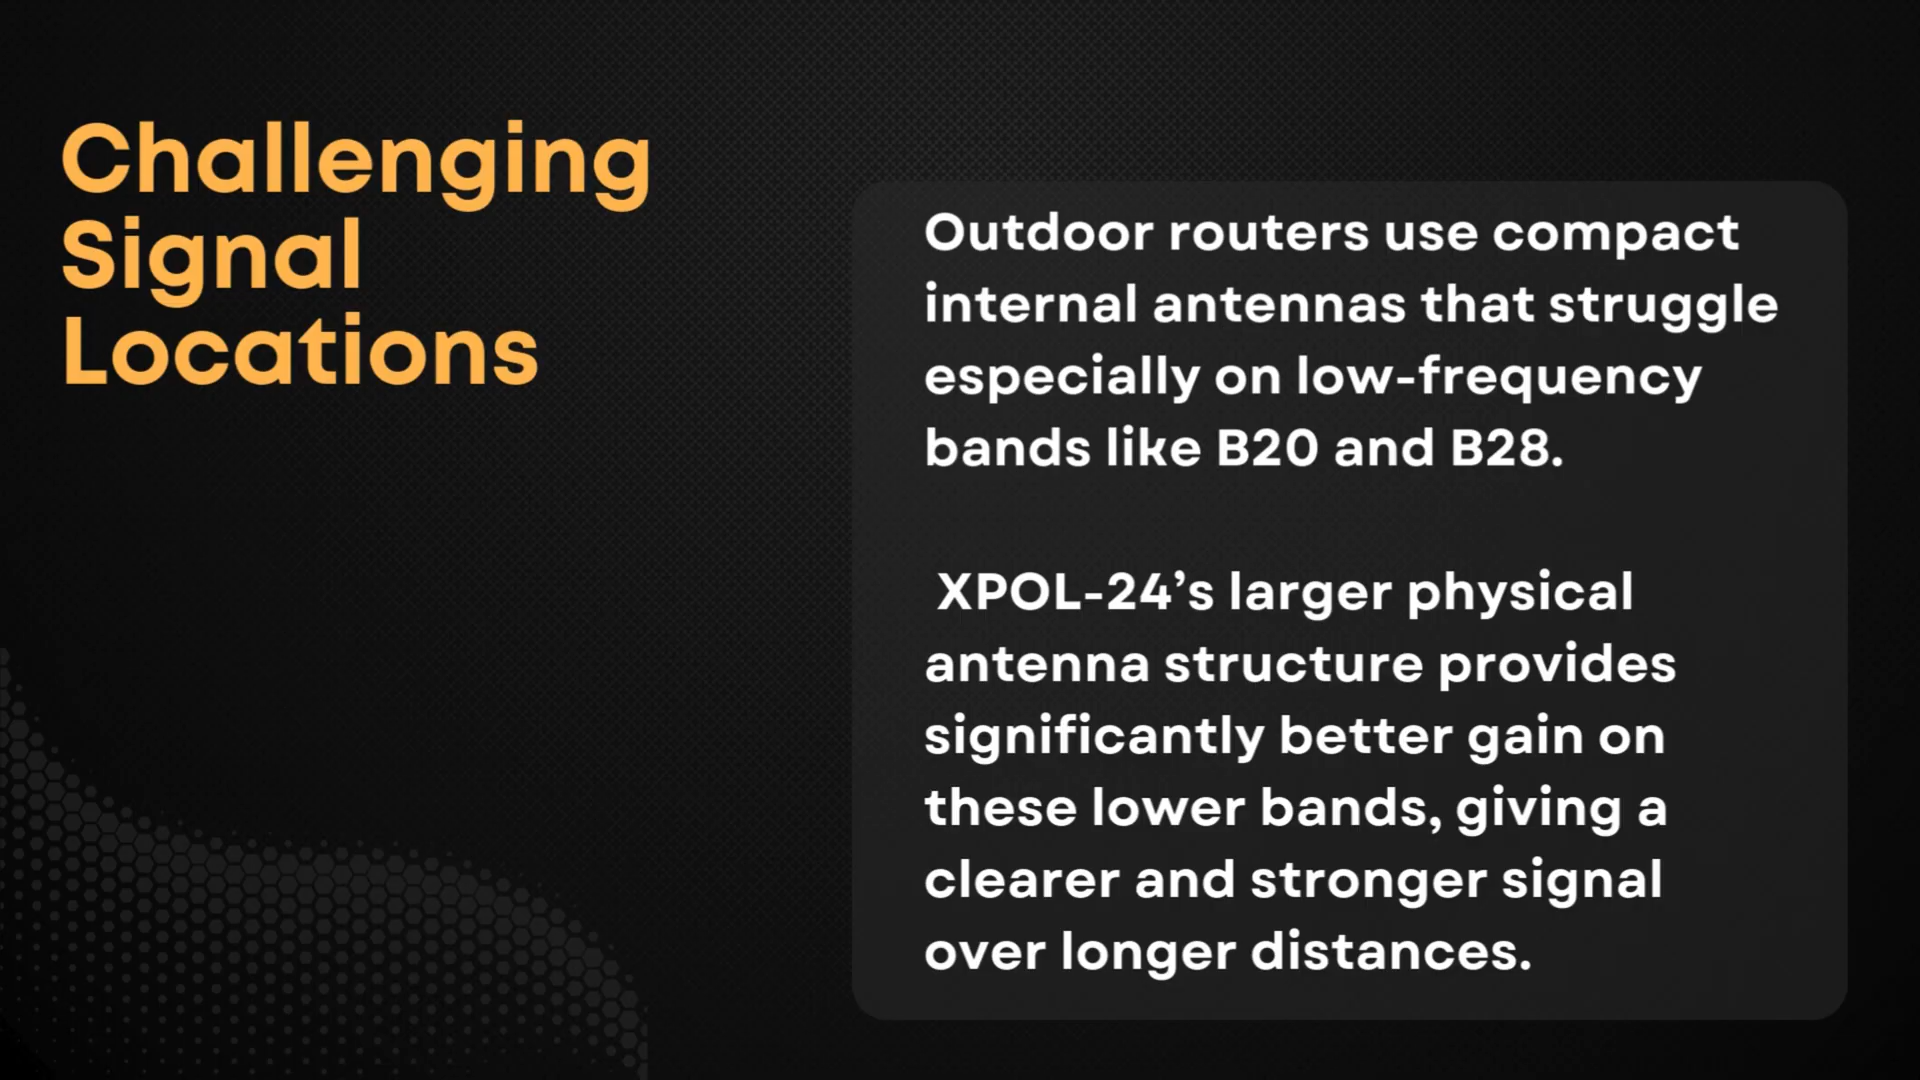 Challenging
Signal
Locations
Outdoor routers use compact
internal antennas that struggle
especially on low-frequency
bands like B20 and B28.
XPOL-24’s larger physical
antenna structure provides
significantly better gain on
these lower bands, giving a
clearer and stronger signal
over longer distances.